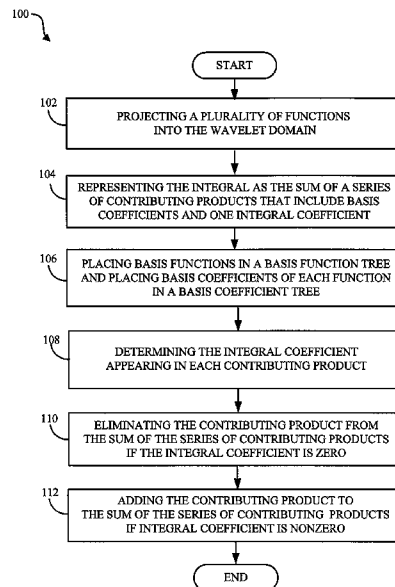 100
START
102
PROJECTING A PLURALITY OF FUNCTIONS
INTO THE WAVELET DOMAIN
104
REPRESENTING THE INTEGRAL AS THE SUM OF A SERIES
OF CONTRIBUTING PRODUCTS THAT INCLUDE BASIS
COEFFICIENTS AND ONE INTEGRAL COEFFICIENT
106
PLACING BASIS FUNCTIONS IN A BASIS FUNCTION TREE
AND PLACING BASIS COEFFICIENTS OF EACH FUNCTION
IN A BASIS COEFFICIENT TREE
108
DETERMINING THE INTEGRAL COEFFICIENT
APPEARING IN EACH CONTRIBUTING PRODUCT
110
ELIMINATING THE CONTRIBUTING PRODUCT FROM
THE SUM OF THE SERIES OF CONTRIBUTING PRODUCTS
IF THE INTEGRAL COEFFICIENT IS ZERO
112
ADDING THE CONTRIBUTING PRODUCT TO
THE SUM OF THE SERIES OF CONTRIBUTING PRODUCTS
IF INTEGRAL COEFFICIENT IS NONZERO
END